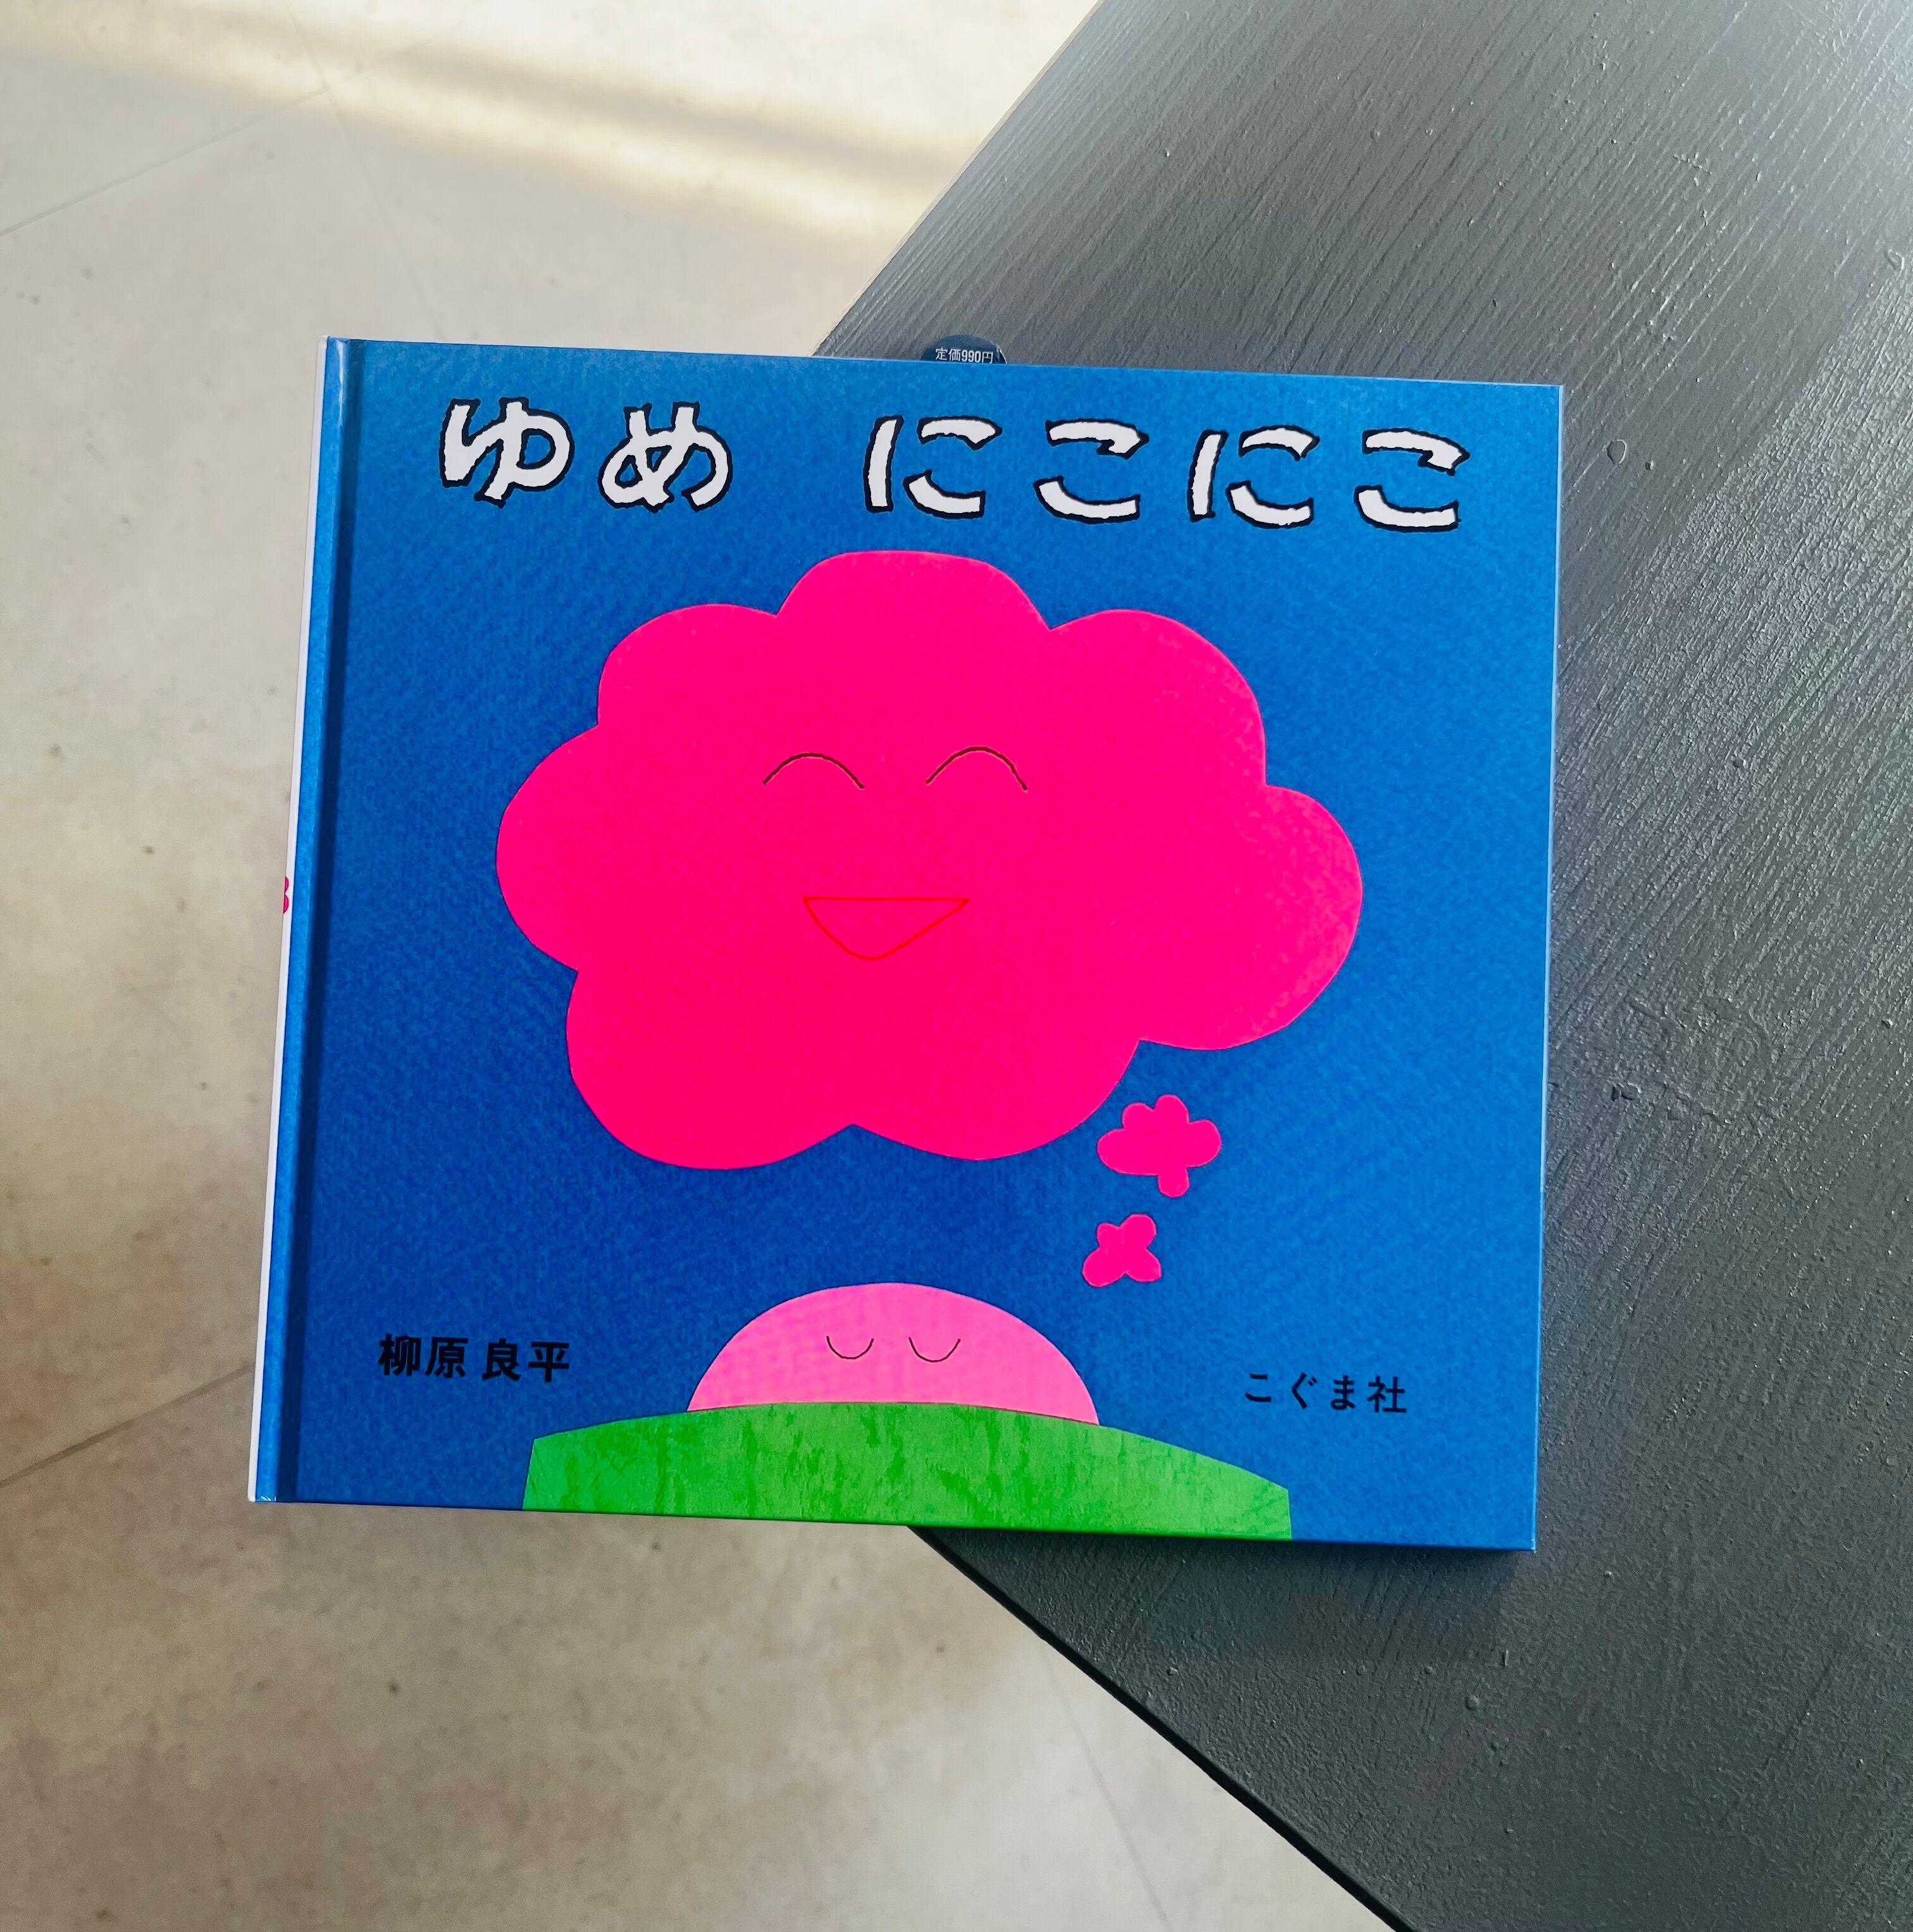 定価990円
ゆめ にこにこ
柳原 良平
こぐま社